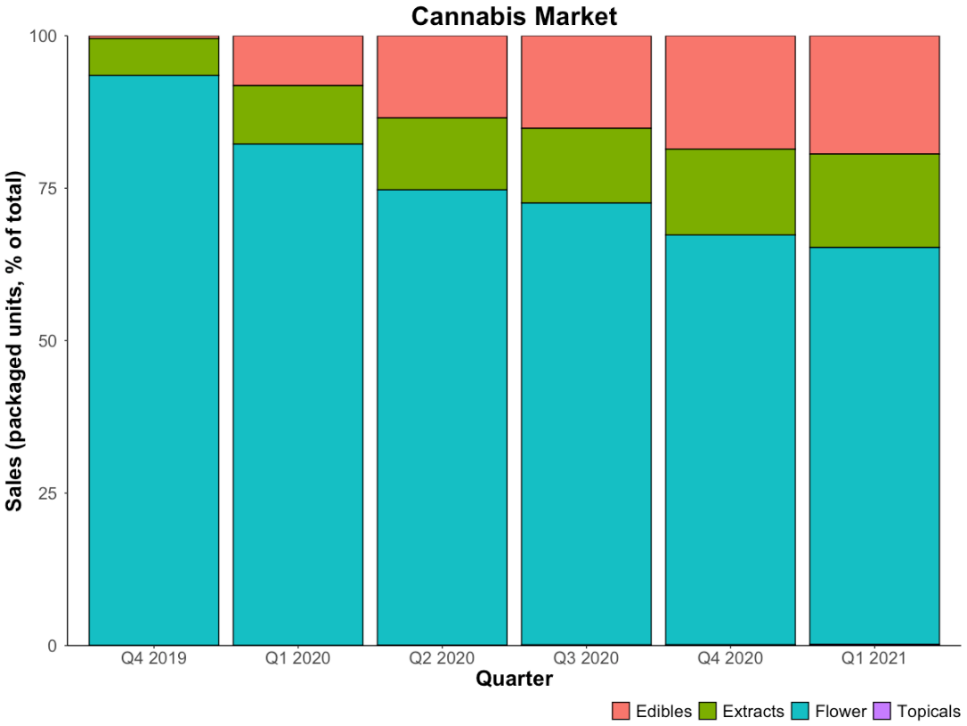 Cannabis Market
Sales (packaged units, % of total)
100
75
50
25
0
Q4 2019 Q1 2020 Q2 2020 Q3 2020 Q4 2020 Q1 2021
Quarter
Edibles Extracts Flower Topicals